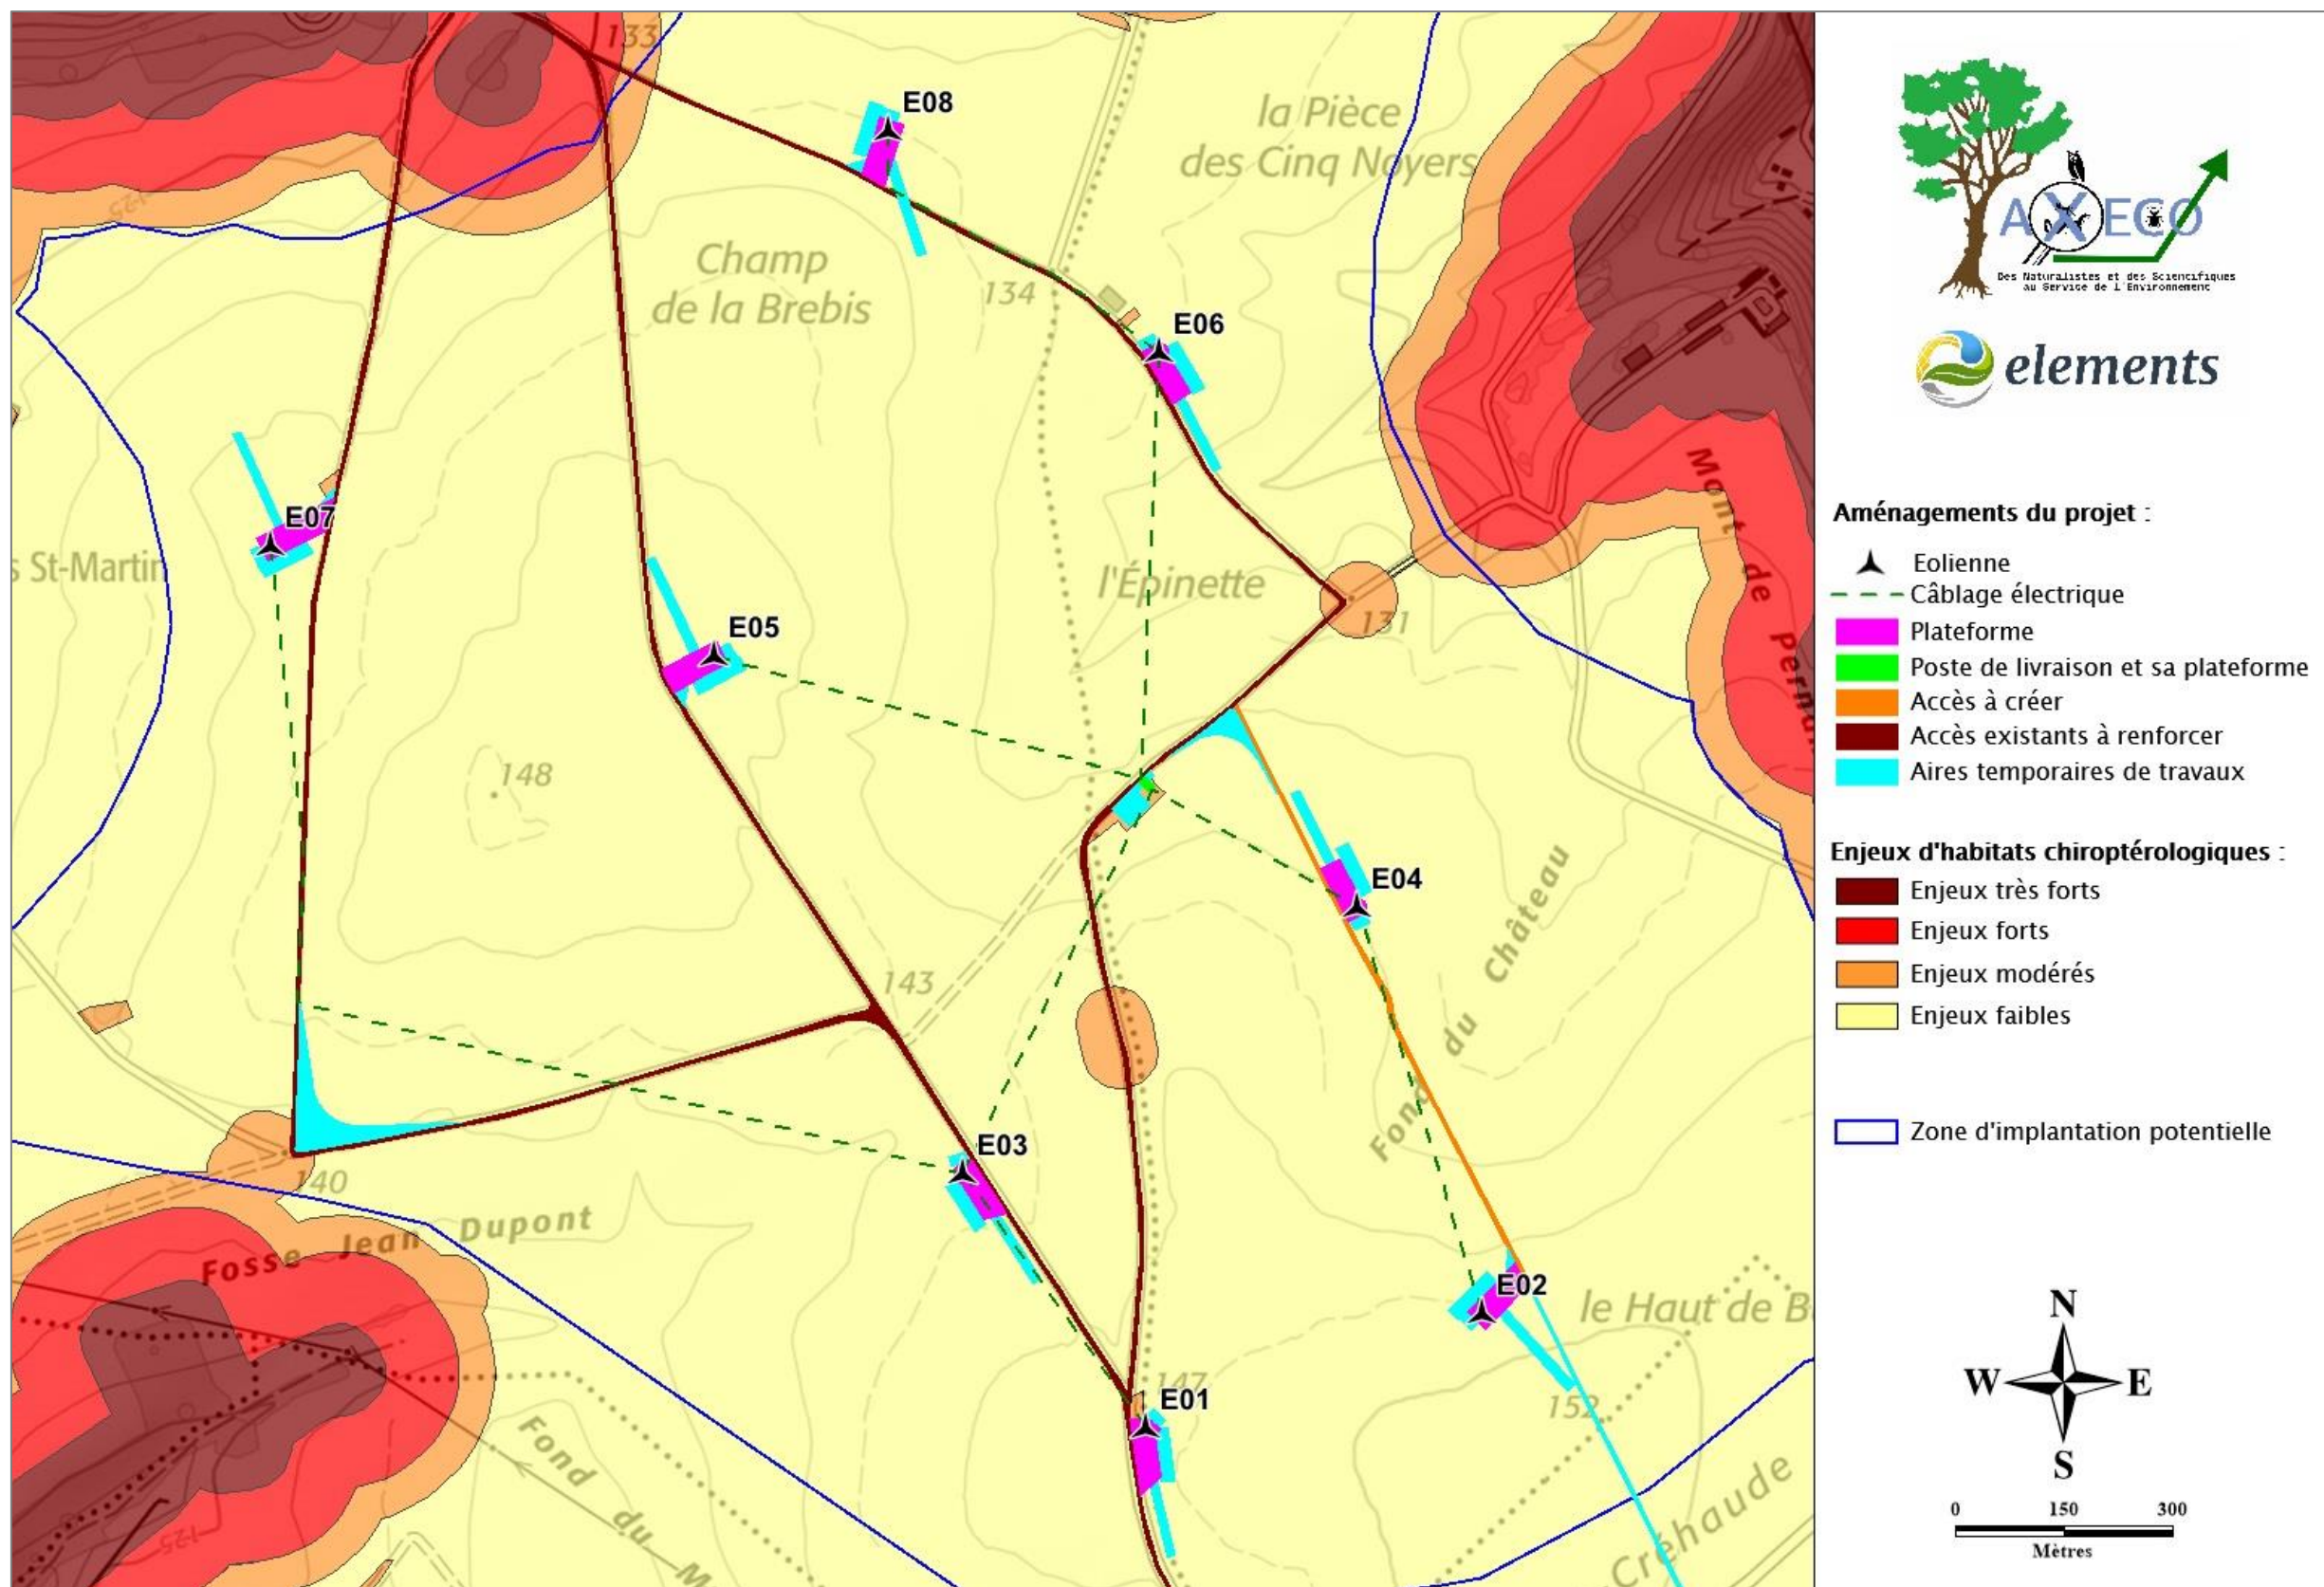 133
E08
la Pièce
des Cinq Noyers
Champ
de la Brebis
134
E06
E07
St-Martin
E05
l'Épinette
131
Mont de Pernant
148
E04
Fond du Château
143
E03
140
Fosse Jean Dupont
E02
le Haut de B
147
E01
152
Fond du M
125
125
Créhaude
AXECO
Des Naturalistes et des Scientifiques
au Service de l'Environnement
elements
Aménagements du projet :
Eolienne
Câblage électrique
Plateforme
Poste de livraison et sa plateforme
Accès à créer
Accès existants à renforcer
Aires temporaires de travaux
Enjeux d'habitats chiroptérologiques :
Enjeux très forts
Enjeux forts
Enjeux modérés
Enjeux faibles
Zone d'implantation potentielle
N
W E
S
0 150 300
Mètres